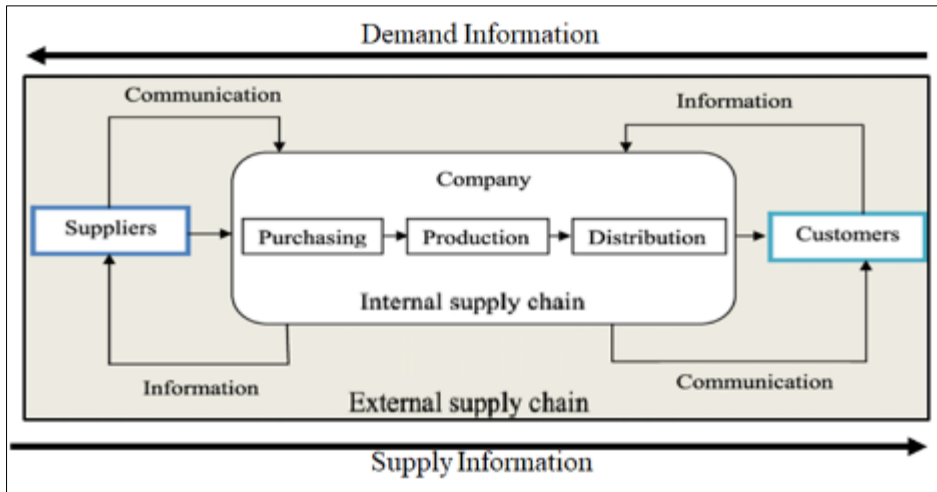 Demand Information
Communication
Information
Company
Suppliers
Purchasing
Production
Distribution
Customers
Internal supply chain
Information
Communication
External supply chain
Supply Information